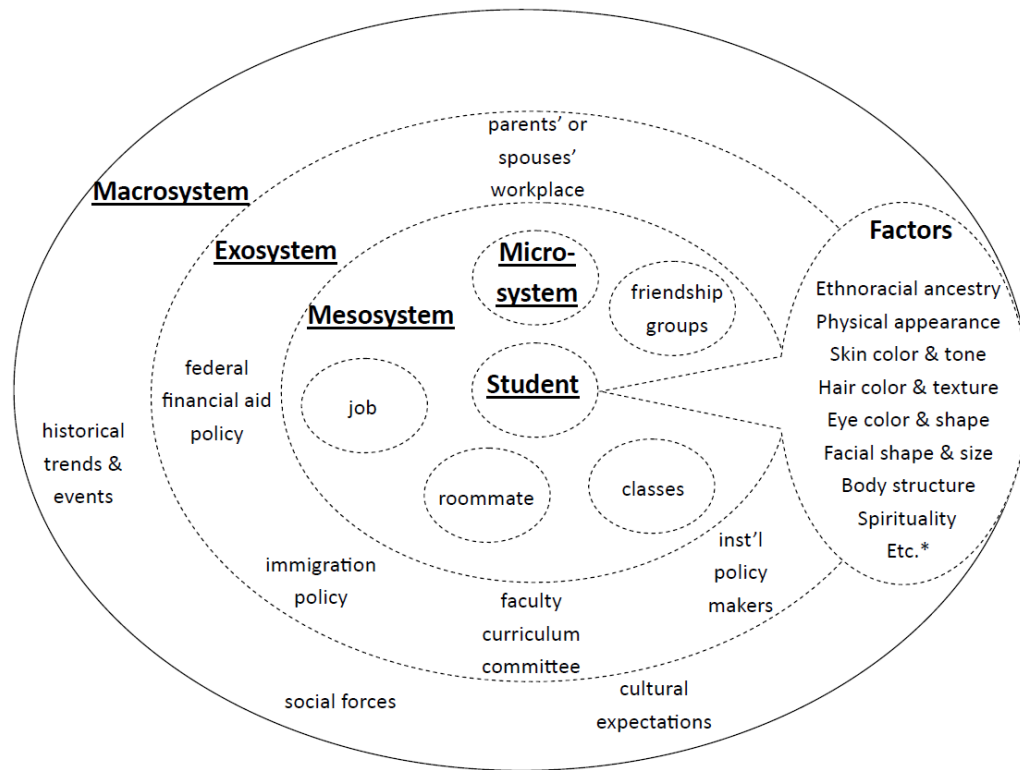 parents’ or
spouses’
workplace
Macrosystem
Exosystem
Mesosystem
Micro-
system
friendship
groups
Student
job
roommate
classes
federal
financial aid
policy
historical
trends &
events
immigration
policy
faculty
curriculum
committee
inst’l
policy
makers
social forces
cultural
expectations
Factors
Ethnoracial ancestry
Physical appearance
Skin color & tone
Hair color & texture
Eye color & shape
Facial shape & size
Body structure
Spirituality
Etc.*